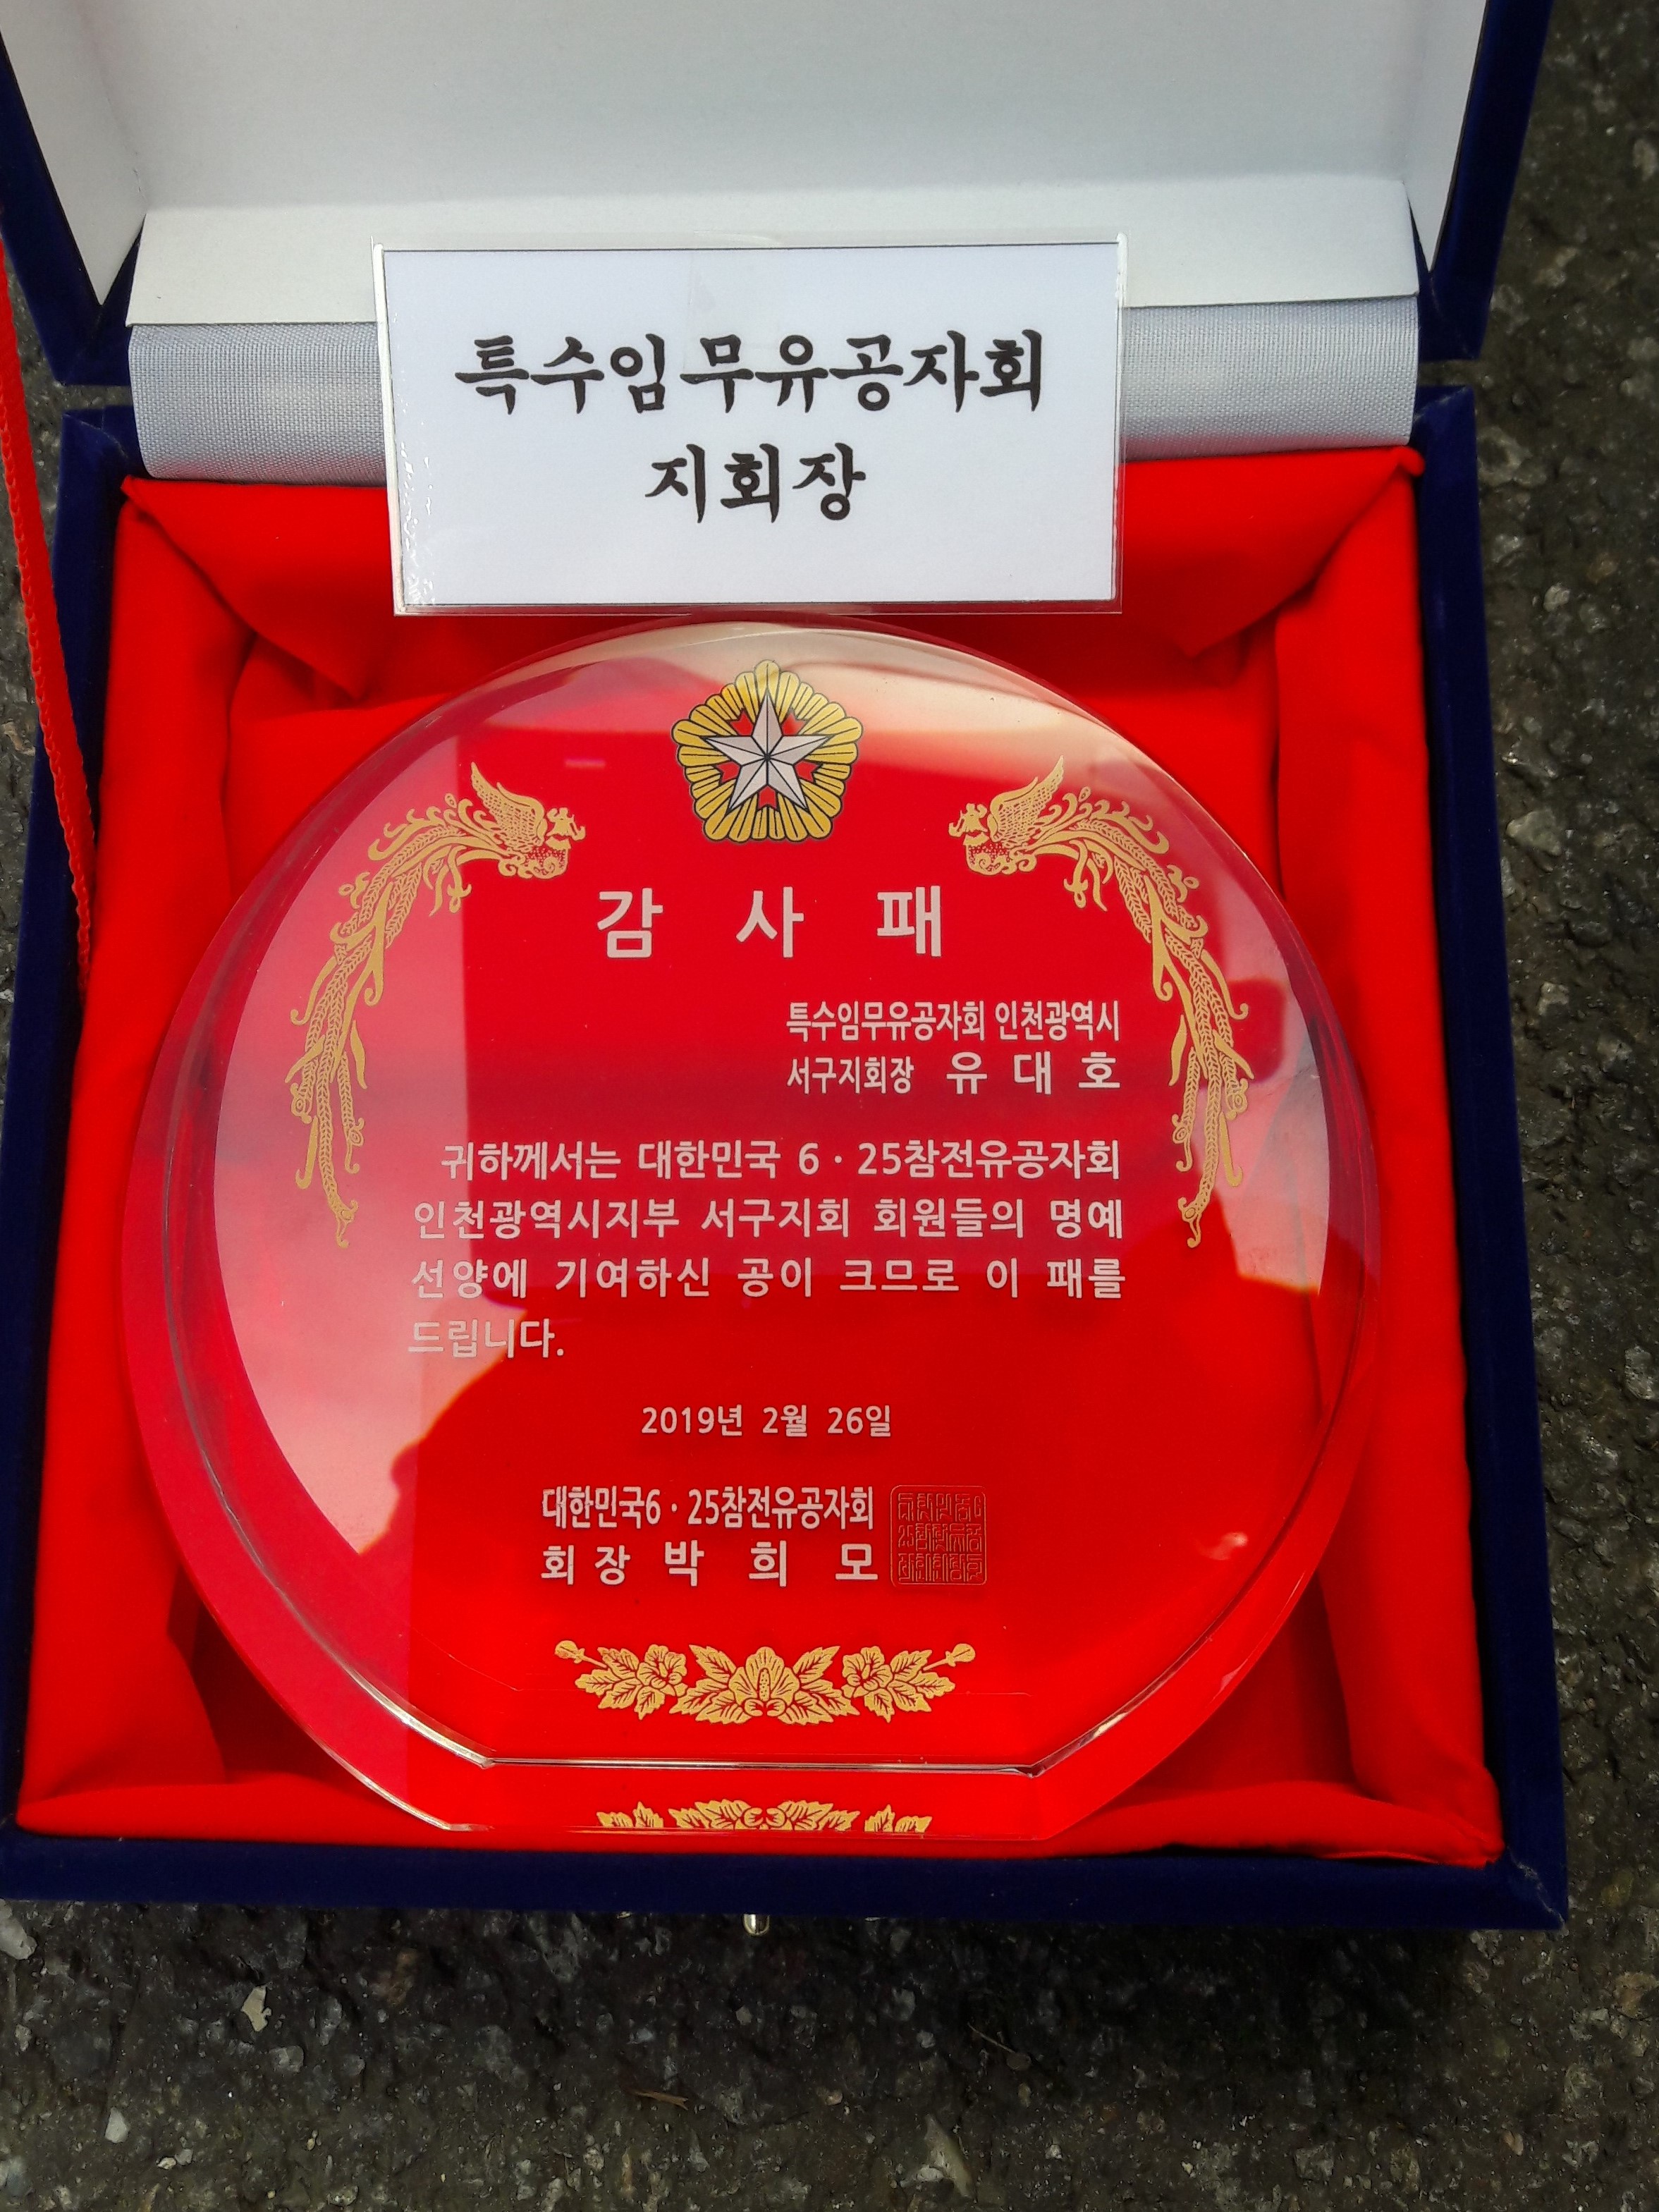 특수임무유공자회
지회장
감 사 패
특수임무유공자회 인천광역시
서구지회장 유 대 호
귀하께서는 대한민국 6·25참전유공자회
인천광역시지부 서구지회 회원들의 명예
선양에 기여하신 공이 크므로 이 패를
드립니다.
2019년 2월 26일
대한민국6·25참전유공자회
회 장 박 희 모